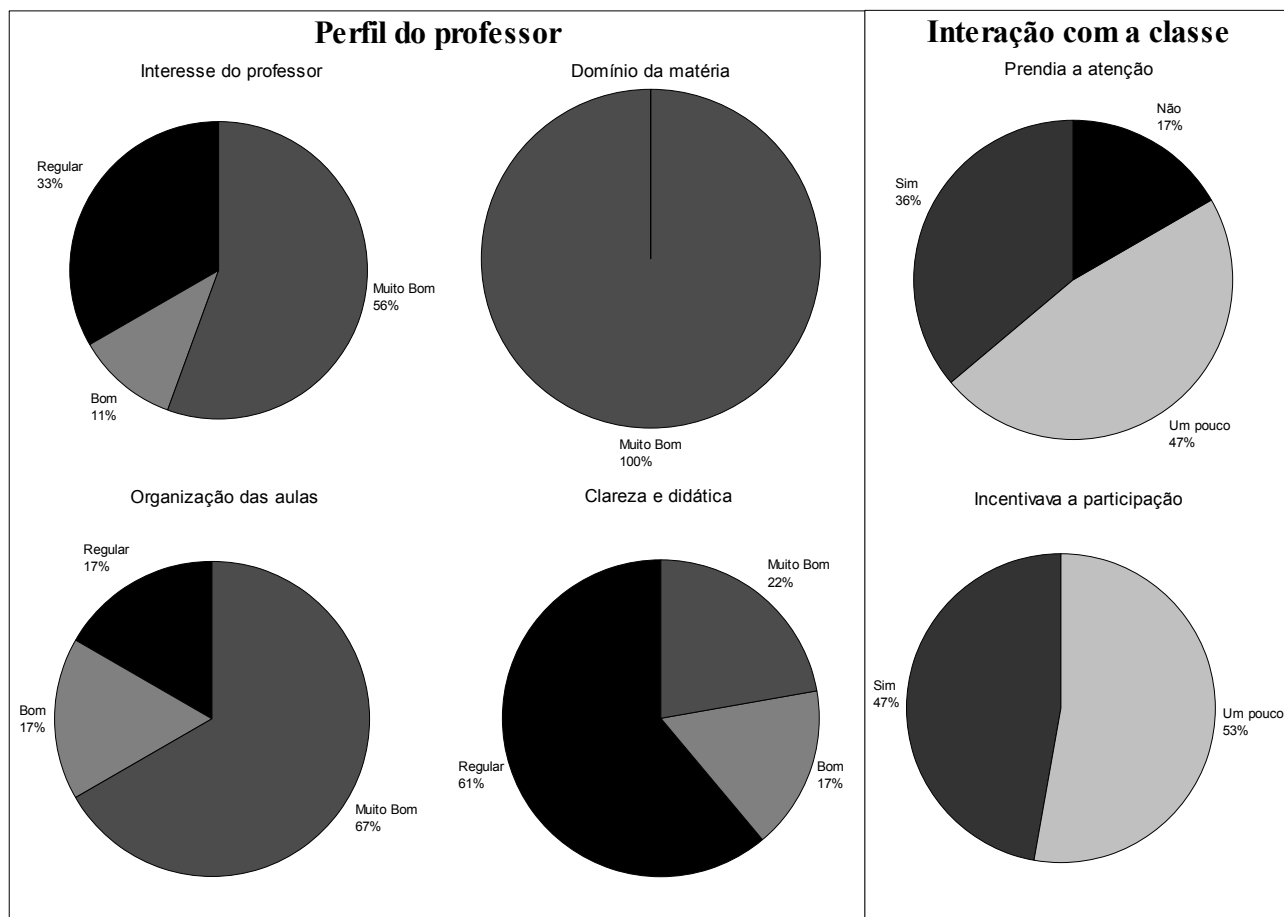 Perfil do professor
Interesse do professor
Regular
33%
Muito Bom
56%
Bom
11%
Domínio da matéria
Muito Bom
100%
Organização das aulas
Regular
17%
Bom
17%
Muito Bom
67%
Clareza e didática
Muito Bom
22%
Regular
61%
Bom
17%
Interação com a classe
Prendia a atenção
Não
17%
Sim
36%
Um pouco
47%
Incentivava a participação
Sim
47%
Um pouco
53%